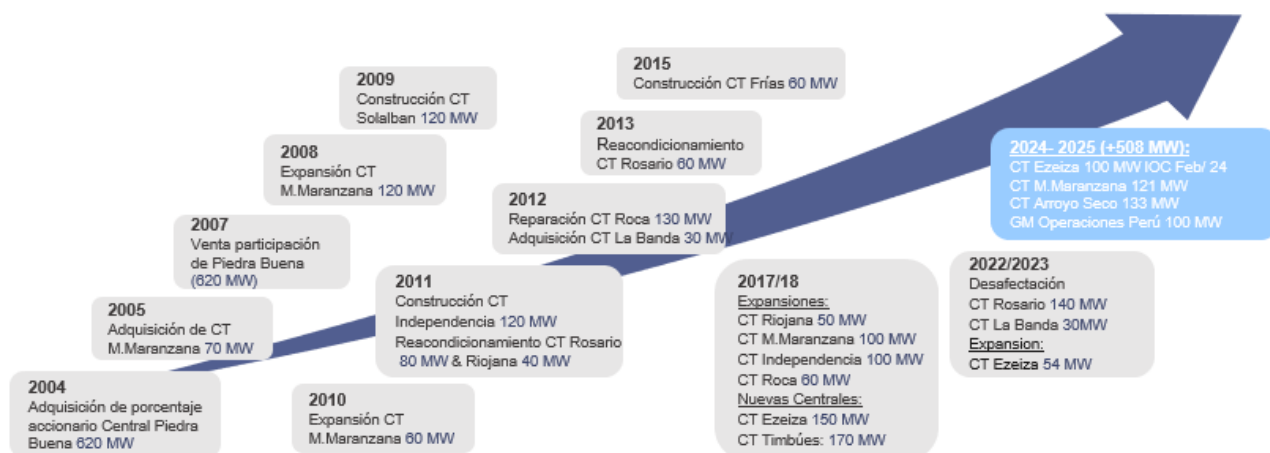 2004
Adquisición de porcentaje
accionario Central Piedra
Buena 620 MW
2005
Adquisición de CT
M.Maranzana 70 MW
2007
Venta participación
de Piedra Buena
(620 MW)
2008
Expansión CT
M.Maranzana
120 MW
2009
Construcción CT
Solalban 120 MW
2010
Expansión CT
M.Maranzana 60 MW
2011
Construcción CT
Independencia 120 MW
Reacondicionamiento CT Rosario
80 MW & Riojana 40 MW
2012
Reparación CT Roca 130 MW
Adquisición CT La Banda 30 MW
2013
Reacondicionamiento
CT Rosario 60 MW
2015
Construcción CT Frías 60 MW
2017/18
Expansiones:
CT Riojana 50 MW
CT M.Maranzana 100 MW
CT Independencia 100 MW
CT Roca 60 MW
Nuevas Centrales:
CT Ezeiza 150 MW
CT Timbúes: 170 MW
2022/2023
Desafectación
CT Rosario 140 MW
CT La Banda 30MW
Expansion:
CT Ezeiza 54 MW
2024- 2025 (+508 MW):
CT Ezeiza 100 MW IOC Feb/ 24
CT M.Maranzana 121 MW
CT Arroyo Seco 133 MW
GM Operaciones Perú 100 MW